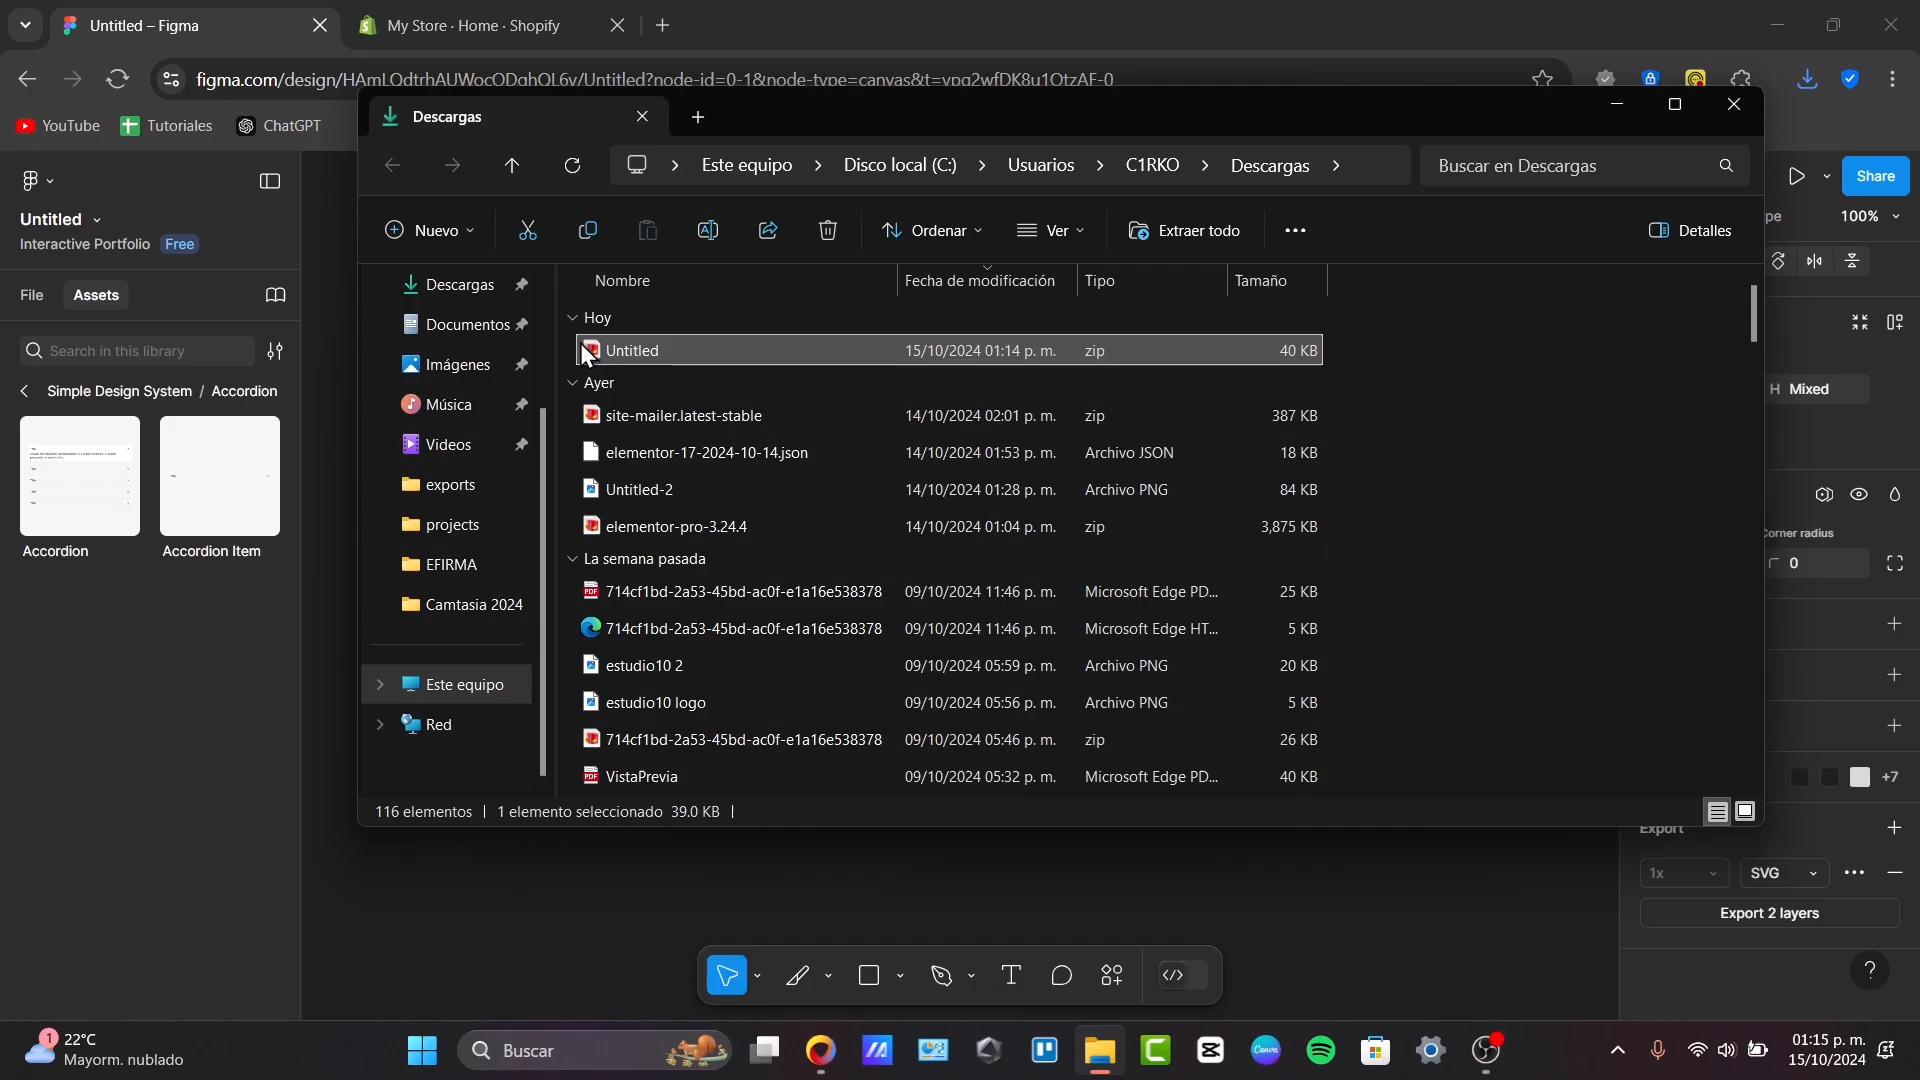 Untitled – Figma
My Store · Home · Shopify
figma.com/design/HAmLOdtrhAUWocODghOL6v/Untitled?node-id=0-1&node-type=canvas&t=vpg2wfDK8u1OtzAF-0
YouTube
Tutoriales
ChatGPT
Descargas
Este equipo
Disco local (C:)
Usuarios
C1RKO
Descargas
Buscar en Descargas
Share
Untitled
Interactive Portfolio
Free
100%
Nuevo
Ordenar
Ver
Extraer todo
Detalles
File
Assets
Search in this library
Simple Design System / Accordion
Accordion
Accordion Item
Descargas
Documentos
Imágenes
Música
Videos
exports
projects
EFIRMA
Camtasia 2024
Este equipo
Red
Nombre
Fecha de modificación
Tipo
Tamaño
Hoy
Untitled 15/10/2024 01:14 p. m. zip 40 KB
Ayer
site-mailer.latest-stable 14/10/2024 02:01 p. m. zip 387 KB
elementor-17-2024-10-14.json 14/10/2024 01:53 p. m. Archivo JSON 18 KB
Untitled-2 14/10/2024 01:28 p. m. Archivo PNG 84 KB
elementor-pro-3.24.4 14/10/2024 01:04 p. m. zip 3,875 KB
La semana pasada
714cf1bd-2a53-45bd-ac0f-e1a16e538378 09/10/2024 11:46 p. m. Microsoft Edge PD... 25 KB
714cf1bd-2a53-45bd-ac0f-e1a16e538378 09/10/2024 11:46 p. m. Microsoft Edge HT... 5 KB
estudio10 2 09/10/2024 05:59 p. m. Archivo PNG 20 KB
estudio10 logo 09/10/2024 05:56 p. m. Archivo PNG 5 KB
714cf1bd-2a53-45bd-ac0f-e1a16e538378 09/10/2024 05:46 p. m. zip 26 KB
VistaPrevia 09/10/2024 05:32 p. m. Microsoft Edge PD... 40 KB
116 elementos
1 elemento seleccionado 39.0 KB
H Mixed
Corner radius
0
+7
Export
1x
SVG
Export 2 layers
?
1
22°C
Mayorm. nublado
Buscar
Canva
01:15 p. m.
15/10/2024